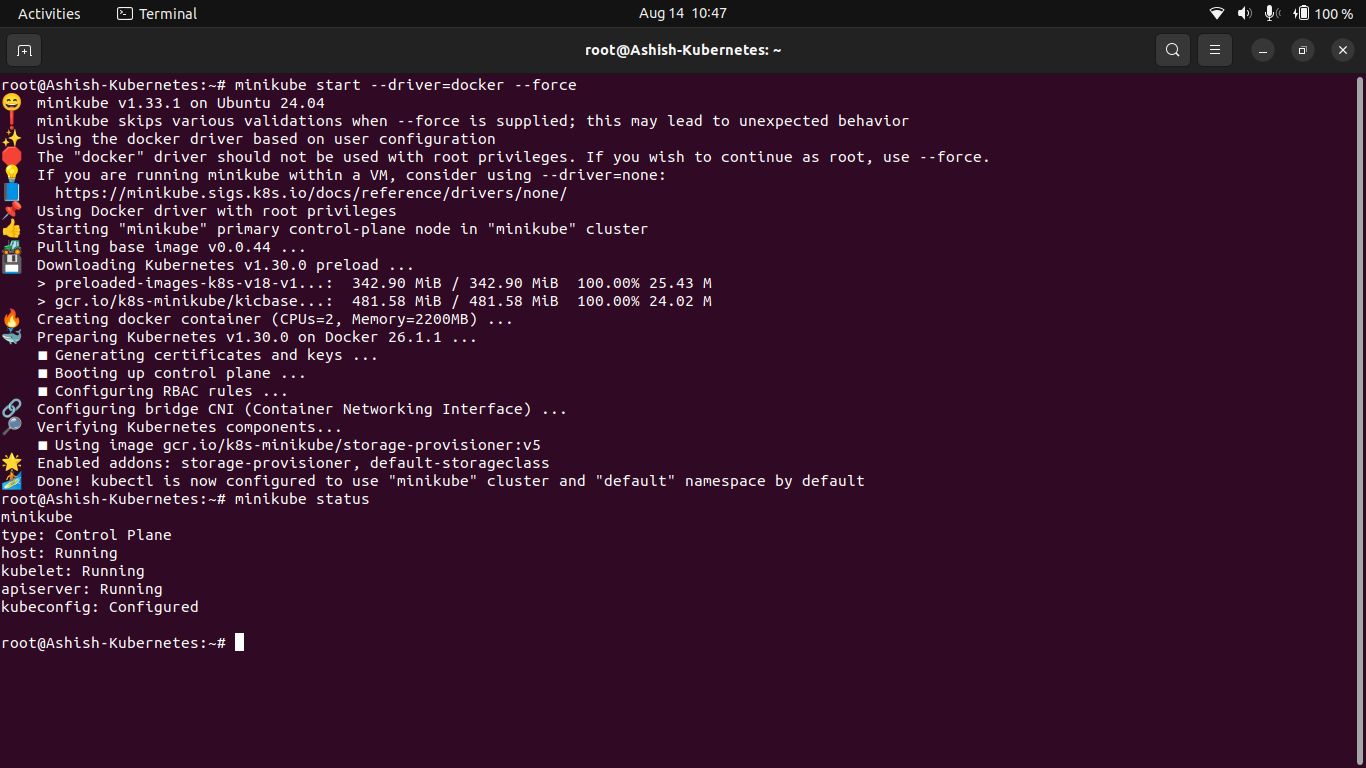 Activities Terminal Aug 14 10:47 100 %
root@Ashish-Kubernetes: ~
root@Ashish-Kubernetes:~# minikube start --driver=docker --force
😄 minikube v1.33.1 on Ubuntu 24.04
❗ minikube skips various validations when --force is supplied; this may lead to unexpected behavior
✨ Using the docker driver based on user configuration
🛑 The "docker" driver should not be used with root privileges. If you wish to continue as root, use --force.
💡 If you are running minikube within a VM, consider using --driver=none:
📘 https://minikube.sigs.k8s.io/docs/reference/drivers/none/
📌 Using Docker driver with root privileges
👍 Starting "minikube" primary control-plane node in "minikube" cluster
🚜 Pulling base image v0.0.44 ...
💾 Downloading Kubernetes v1.30.0 preload ...
> preloaded-images-k8s-v18-v1...: 342.90 MiB / 342.90 MiB 100.00% 25.43 M
> gcr.io/k8s-minikube/kicbase...: 481.58 MiB / 481.58 MiB 100.00% 24.02 M
🔥 Creating docker container (CPUs=2, Memory=2200MB) ...
🐳 Preparing Kubernetes v1.30.0 on Docker 26.1.1 ...
■ Generating certificates and keys ...
■ Booting up control plane ...
■ Configuring RBAC rules ...
🔗 Configuring bridge CNI (Container Networking Interface) ...
🔎 Verifying Kubernetes components...
■ Using image gcr.io/k8s-minikube/storage-provisioner:v5
🌟 Enabled addons: storage-provisioner, default-storageclass
🏄 Done! kubectl is now configured to use "minikube" cluster and "default" namespace by default
root@Ashish-Kubernetes:~# minikube status
minikube
type: Control Plane
host: Running
kubelet: Running
apiserver: Running
kubeconfig: Configured
root@Ashish-Kubernetes:~#